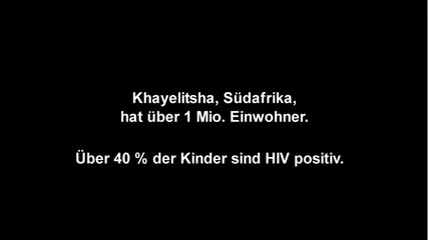 Khayelitsha, Südafrika,
hat über 1 Mio. Einwohner.
Über 40 % der Kinder sind HIV positiv.